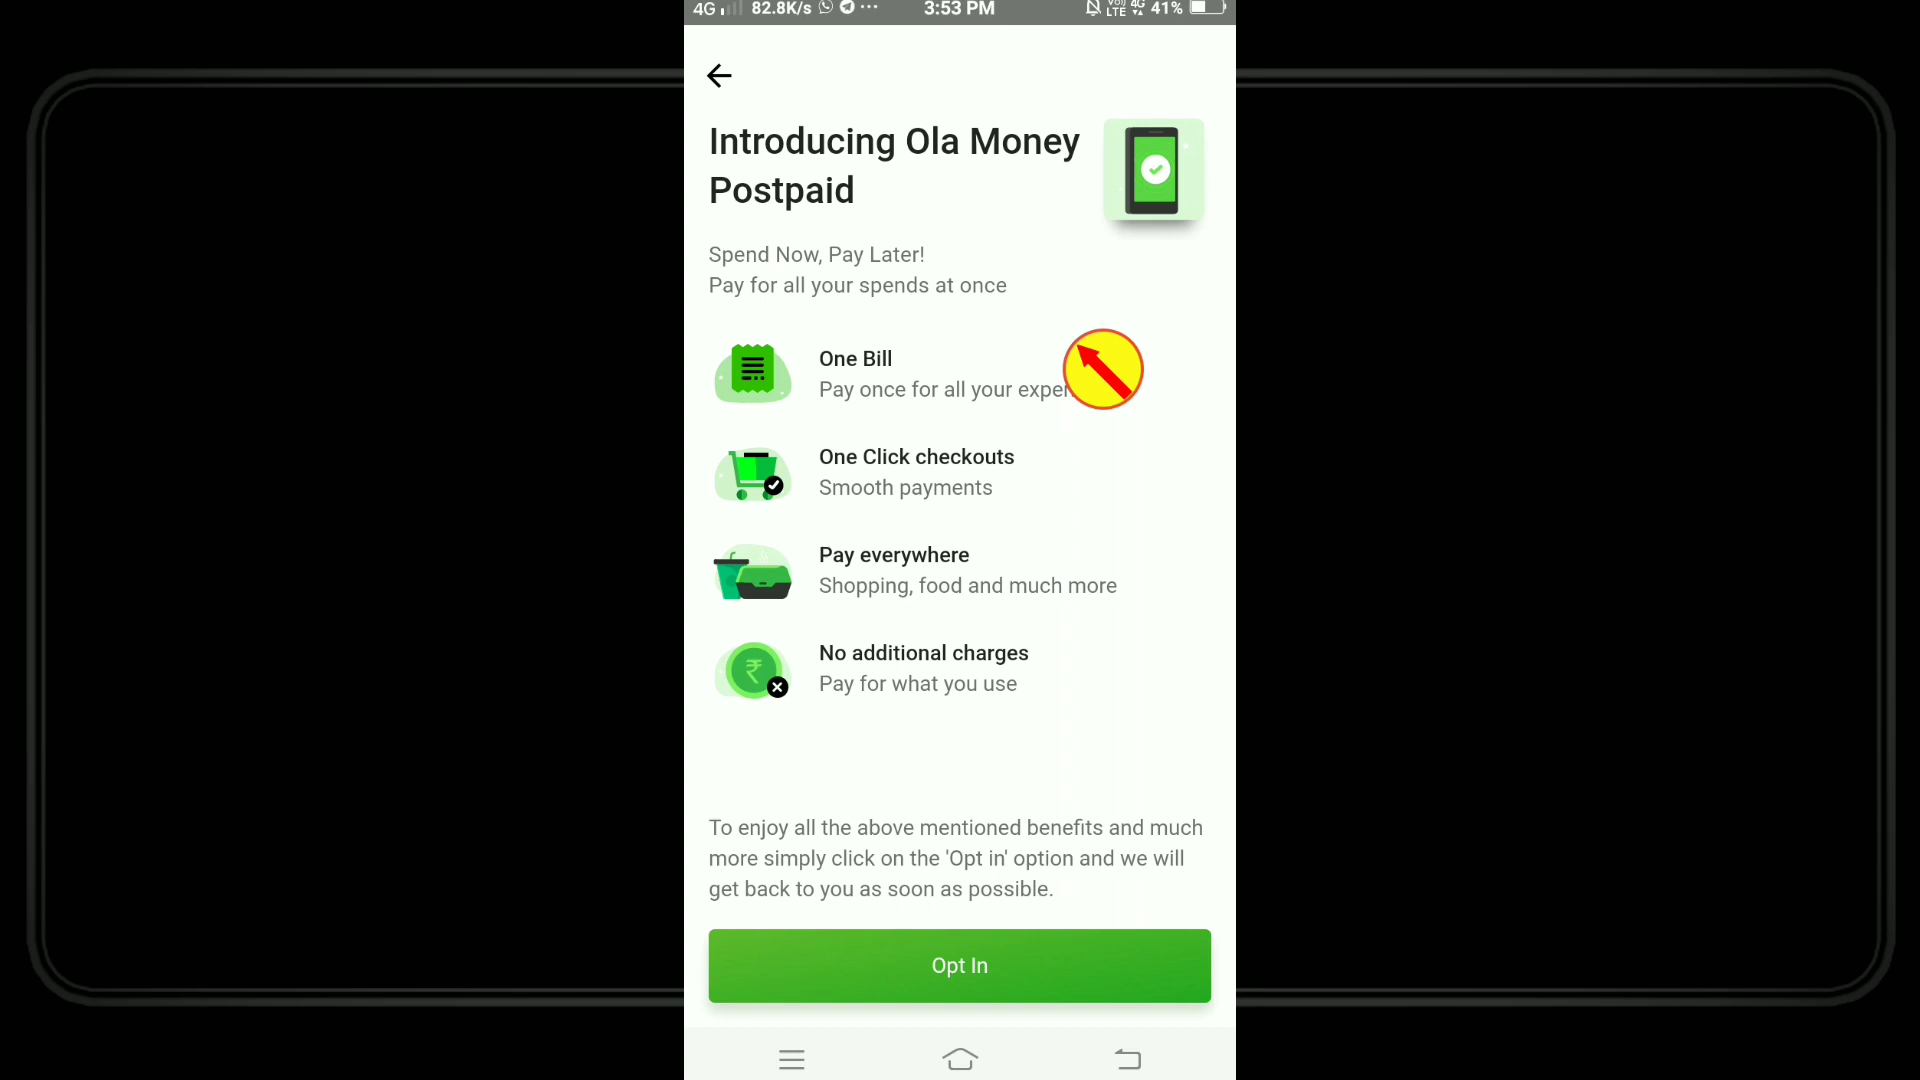 4G 82.8K/s ... 3:53 PM VoLTE 4G 41%
Introducing Ola Money
Postpaid
Spend Now, Pay Later!
Pay for all your spends at once
One Bill
Pay once for all your
One Click checkouts
Smooth payments
Pay everywhere
Shopping, food and much more
₹
No additional charges
Pay for what you use
To enjoy all the above mentioned benefits and much
more simply click on the 'Opt in' option and we will
get back to you as soon as possible.
Opt In